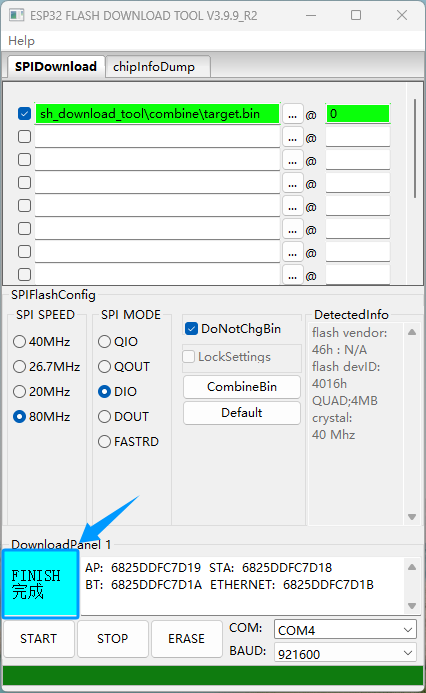 ESP32 FLASH DOWNLOAD TOOL V3.9.9_R2
Help
SPIDownload chipInfoDump
sh_download_tool\combine\target.bin ... @ 0
... @
... @
... @
... @
... @
... @
... @
SPIFlashConfig
SPI SPEED
40MHz
26.7MHz
20MHz
80MHz
SPI MODE
QIO
QOUT
DIO
DOUT
FASTRD
DoNotChgBin
LockSettings
CombineBin
Default
DetectedInfo
flash vendor:
46h : N/A
flash devID:
4016h
QUAD;4MB
crystal:
40 Mhz
DownloadPanel 1
FINISH
完成
AP: 6825DDFC7D19 STA: 6825DDFC7D18
BT: 6825DDFC7D1A ETHERNET: 6825DDFC7D1B
START STOP ERASE
COM: COM4
BAUD: 921600